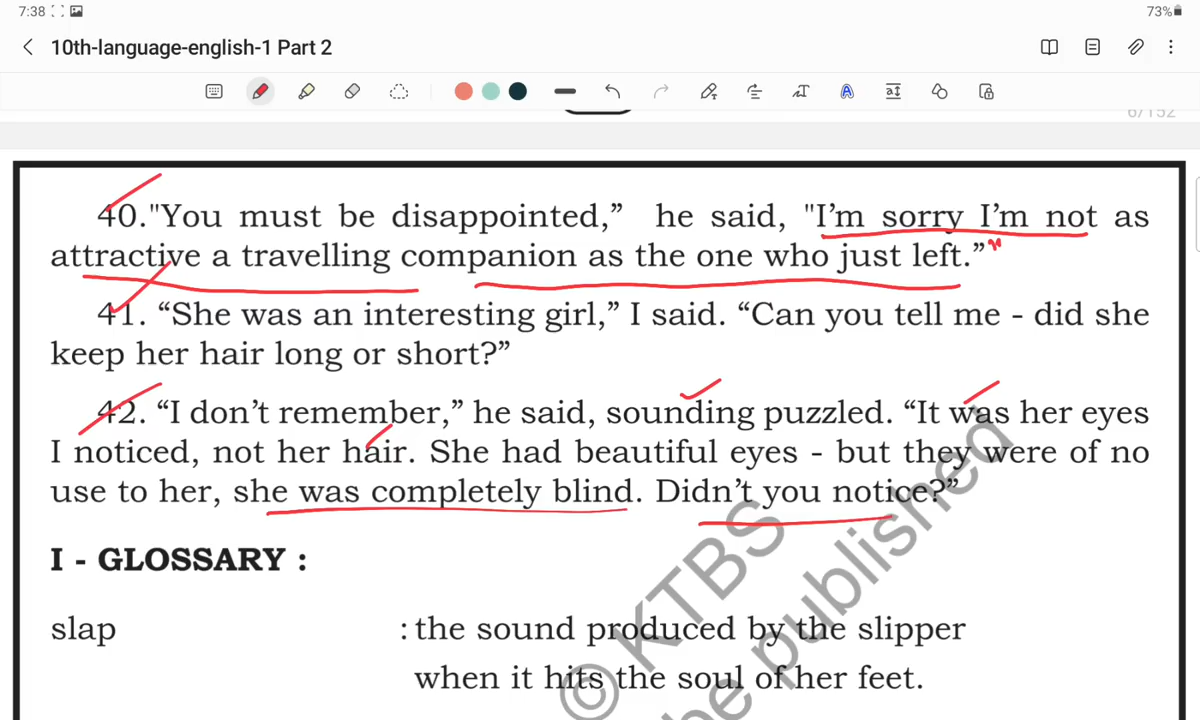 7:38 73%
10th-language-english-1 Part 2
6/152
40."You must be disappointed,” he said, "I’m sorry I’m not as
attractive a travelling companion as the one who just left.”
41. “She was an interesting girl,” I said. “Can you tell me - did she
keep her hair long or short?”
42. “I don’t remember,” he said, sounding puzzled. “It was her eyes
I noticed, not her hair. She had beautiful eyes - but they were of no
use to her, she was completely blind. Didn’t you notice?”
I - GLOSSARY :
slap : the sound produced by the slipper
when it hits the soul of her feet.
© KTBS
be published